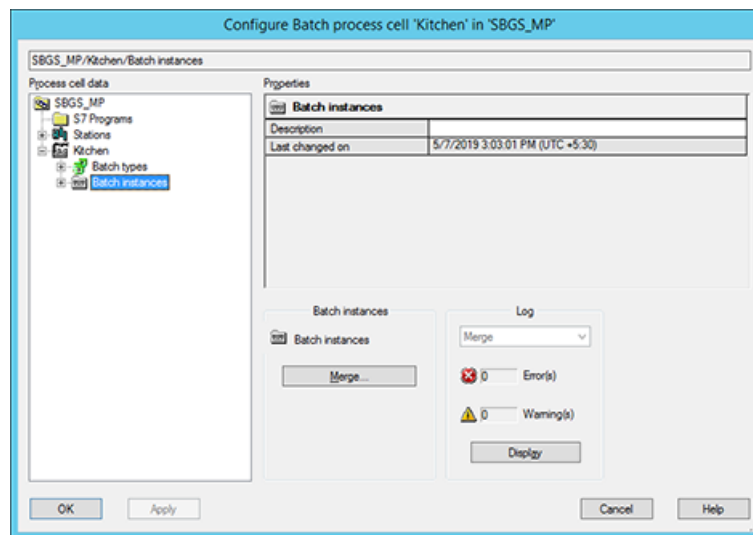 Configure Batch process cell 'Kitchen' in 'SBGS_MP'
SBGS_MP/Kitchen/Batch instances
Process cell data
Properties
SBGS_MP
S7 Programs
Stations
Kitchen
Batch types
Batch instances
Batch instances
Description
Last changed on 5/7/2019 3:03:01 PM (UTC +5:30)
Batch instances
Batch instances
Merge...
Log
Merge
0 Error(s)
0 Warning(s)
Display
OK Apply Cancel Help